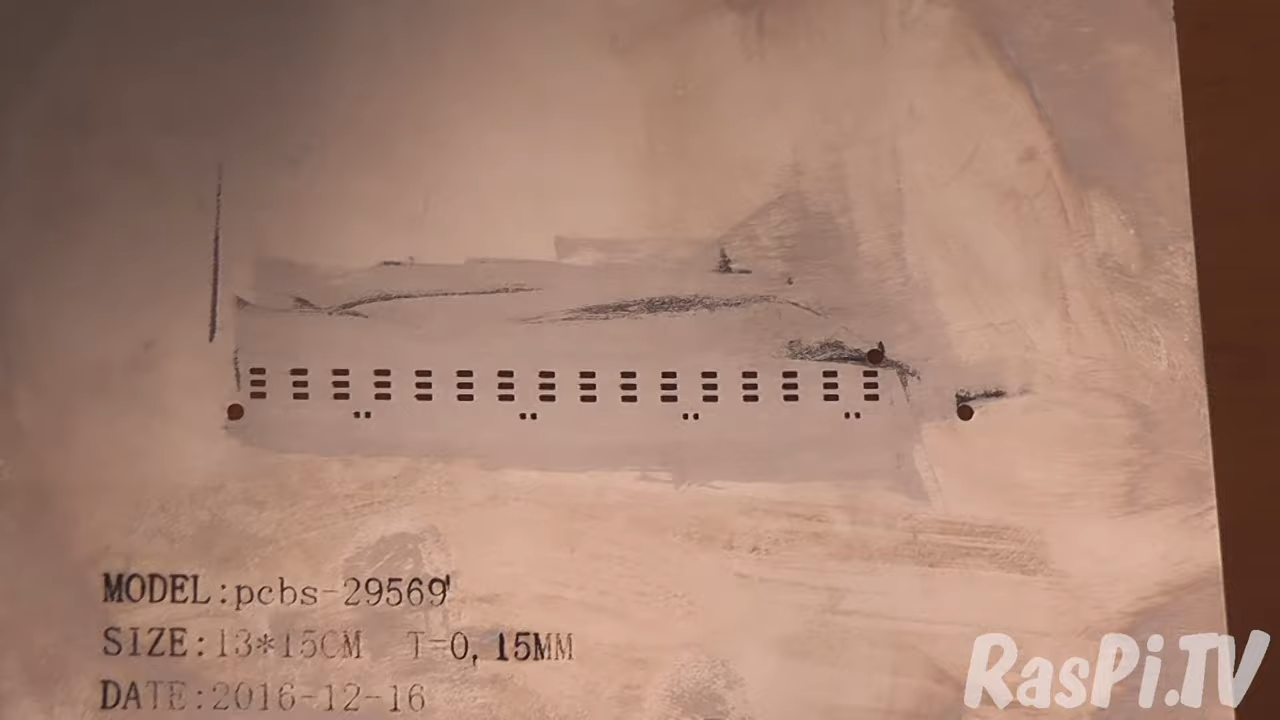 MODEL:pcbs-29569
SIZE:13*15CM T=0,15MM
DATE:2016-12-16
RasPi.TV